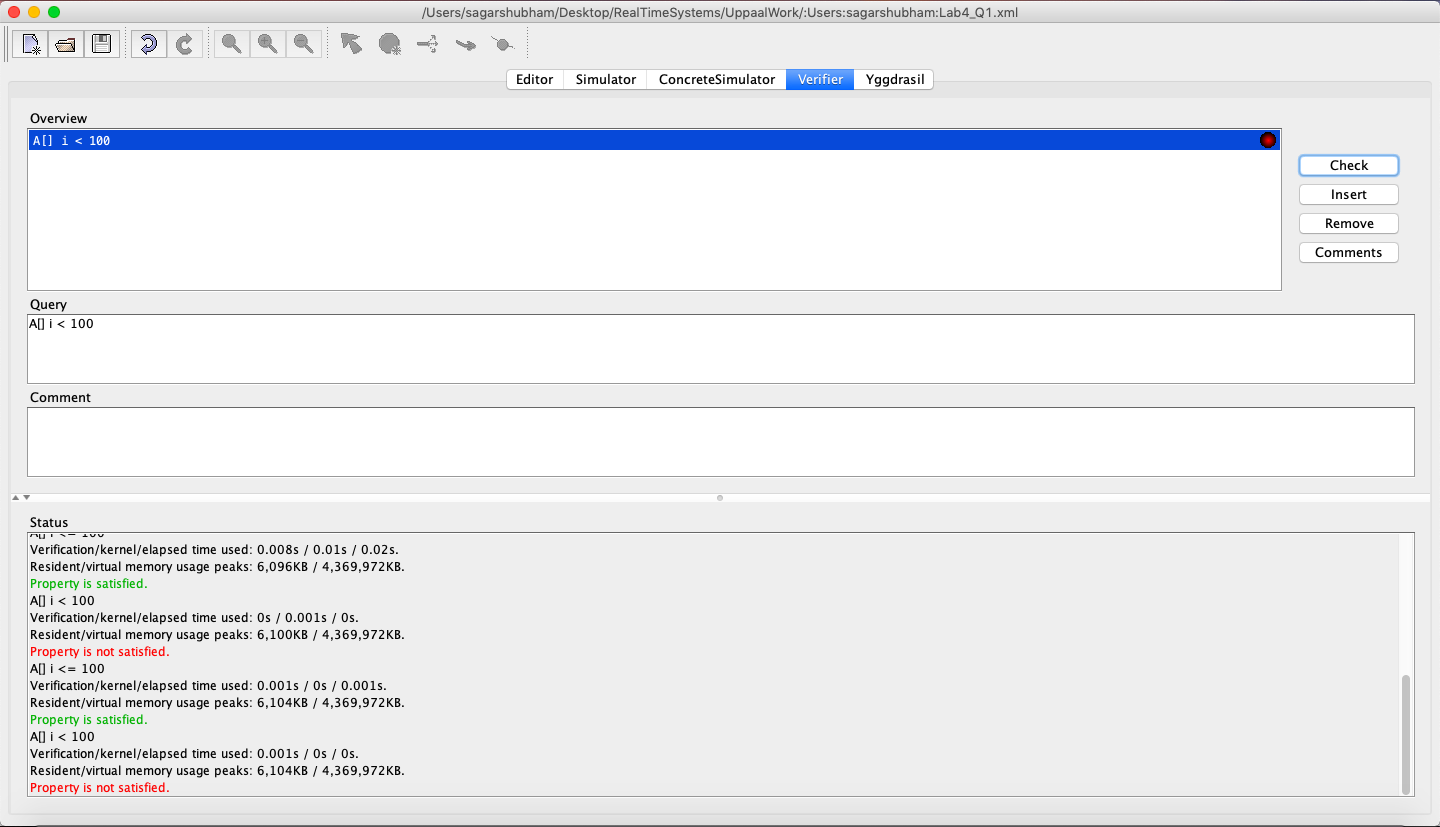 /Users/sagarshubham/Desktop/RealTimeSystems/UppaalWork/:Users:sagarshubham:Lab4_Q1.xml
Editor Simulator ConcreteSimulator Verifier Yggdrasil
Overview
A[] i < 100
Check
Insert
Remove
Comments
Query
A[] i < 100
Comment
Status
A[] i <= 100
Verification/kernel/elapsed time used: 0.008s / 0.01s / 0.02s.
Resident/virtual memory usage peaks: 6,096KB / 4,369,972KB.
Property is satisfied.
A[] i < 100
Verification/kernel/elapsed time used: 0s / 0.001s / 0s.
Resident/virtual memory usage peaks: 6,100KB / 4,369,972KB.
Property is not satisfied.
A[] i <= 100
Verification/kernel/elapsed time used: 0.001s / 0s / 0.001s.
Resident/virtual memory usage peaks: 6,104KB / 4,369,972KB.
Property is satisfied.
A[] i < 100
Verification/kernel/elapsed time used: 0.001s / 0s / 0s.
Resident/virtual memory usage peaks: 6,104KB / 4,369,972KB.
Property is not satisfied.